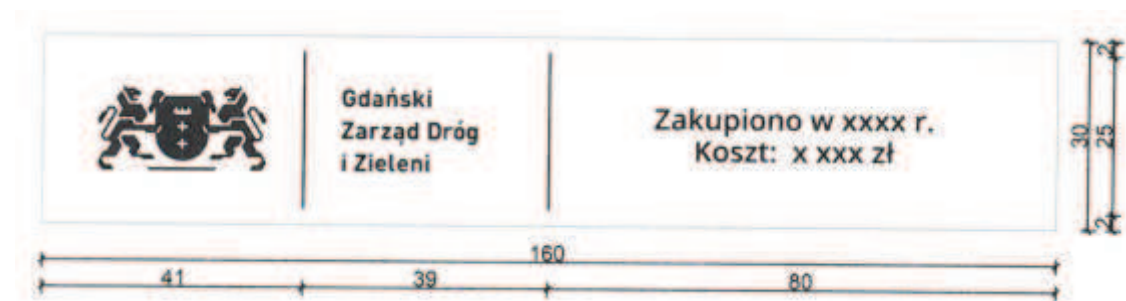 Gdański
Zarząd Dróg
i Zieleni
Zakupiono w xxxx r.
Koszt: x xxx zł
2
30
25
2
160
41
39
80